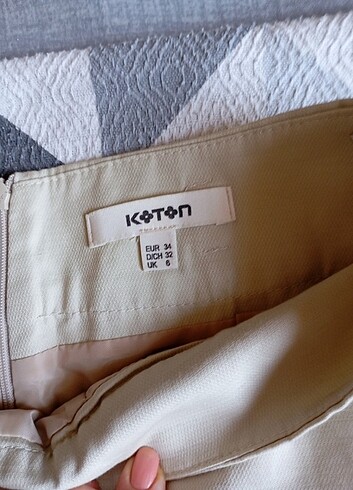 KOTON
EUR 34
D/CH 32
UK 6